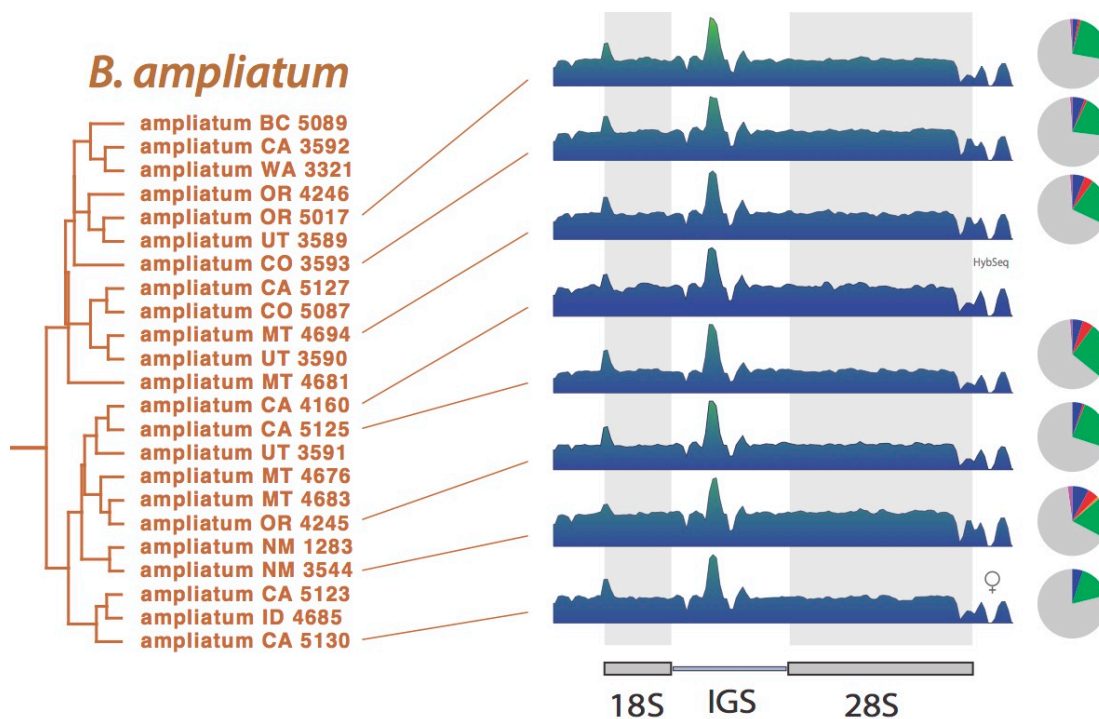 B. ampliatum
ampliatum BC 5089
ampliatum CA 3592
ampliatum WA 3321
ampliatum OR 4246
ampliatum OR 5017
ampliatum UT 3589
ampliatum CO 3593
ampliatum CA 5127
ampliatum CO 5087
ampliatum MT 4694
ampliatum UT 3590
ampliatum MT 4681
ampliatum CA 4160
ampliatum CA 5125
ampliatum UT 3591
ampliatum MT 4676
ampliatum MT 4683
ampliatum OR 4245
ampliatum NM 1283
ampliatum NM 3544
ampliatum CA 5123
ampliatum ID 4685
ampliatum CA 5130
HybSeq
♀
18S IGS 28S